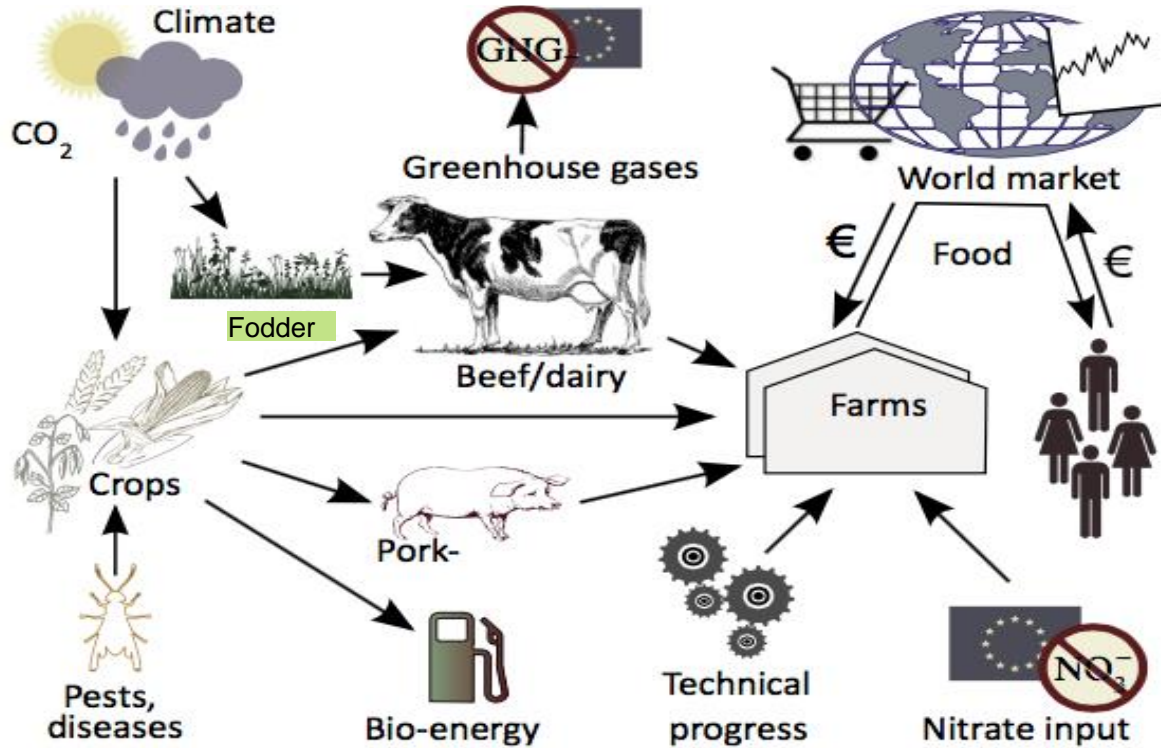 Climate
GHG
CO₂
Greenhouse gases
World market
€
Food
€
Fodder
Beef/dairy
Farms
Crops
Pork-
NO₃⁻
Pests,
diseases
Bio-energy
Technical
progress
Nitrate input